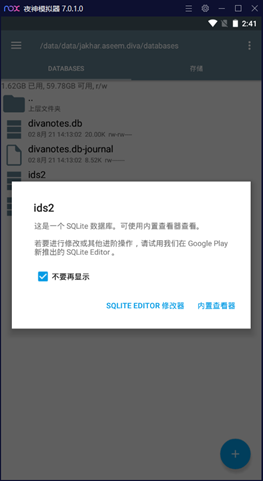 nox 夜神模拟器 7.0.1.0
2:41
/data/data/jakhar.aseem.diva/databases
DATABASES 存储
1.62GB 已用, 59.78GB 可用, r/w
..
上层文件夹
divanotes.db
02 8月 21 14:13:02 20.00K rw-rw----
divanotes.db-journal
02 8月 21 14:13:02 8.52K rw-------
ids2
ids2
这是一个 SQLite 数据库。可使用内置查看器查看。
若要进行修改或其他进阶操作，请试用我们在 Google Play
新推出的 SQLite Editor 。
不要再显示
SQLITE EDITOR 修改器 内置查看器